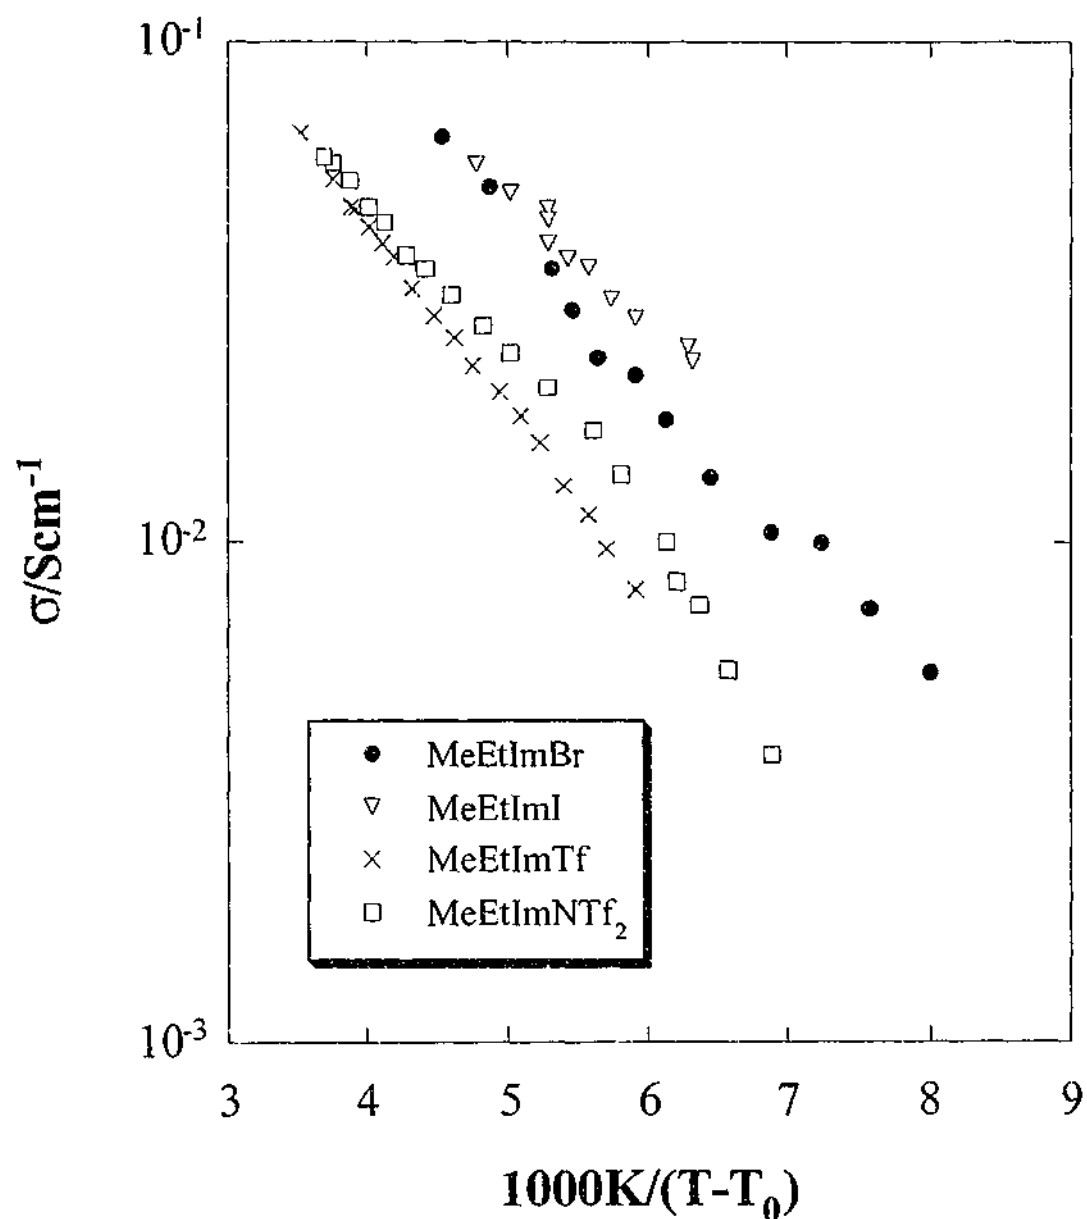 10⁻¹
10⁻²
10⁻³
σ/Scm⁻¹
MeEtImBr
MeEtImI
MeEtImTf
MeEtImNTf₂
3 4 5 6 7 8 9
1000K/(T-T₀)